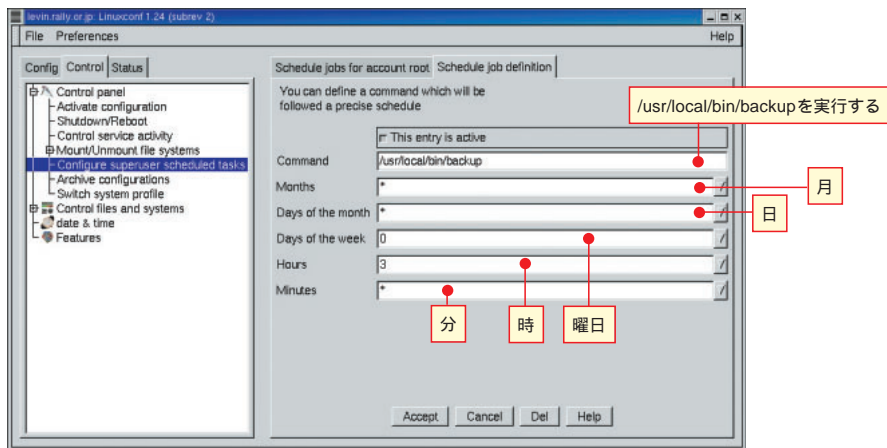 levin.rally.or.jp: Linuxconf 1.24 (subrev 2)
File Preferences Help
Config Control Status
Control panel
Activate configuration
Shutdown/Reboot
Control service activity
Mount/Unmount file systems
Configure superuser scheduled tasks
Archive configurations
Switch system profile
Control files and systems
date & time
Features
Schedule jobs for account root Schedule job definition
You can define a command which will
followed a precise schedule
This entry is active
Command /usr/local/bin/backup
Months *
Days of the month *
Days of the week 0
Hours 3
Minutes *
/usr/local/bin/backupを実行する
月
日
分 時 曜日
Accept Cancel Del Help